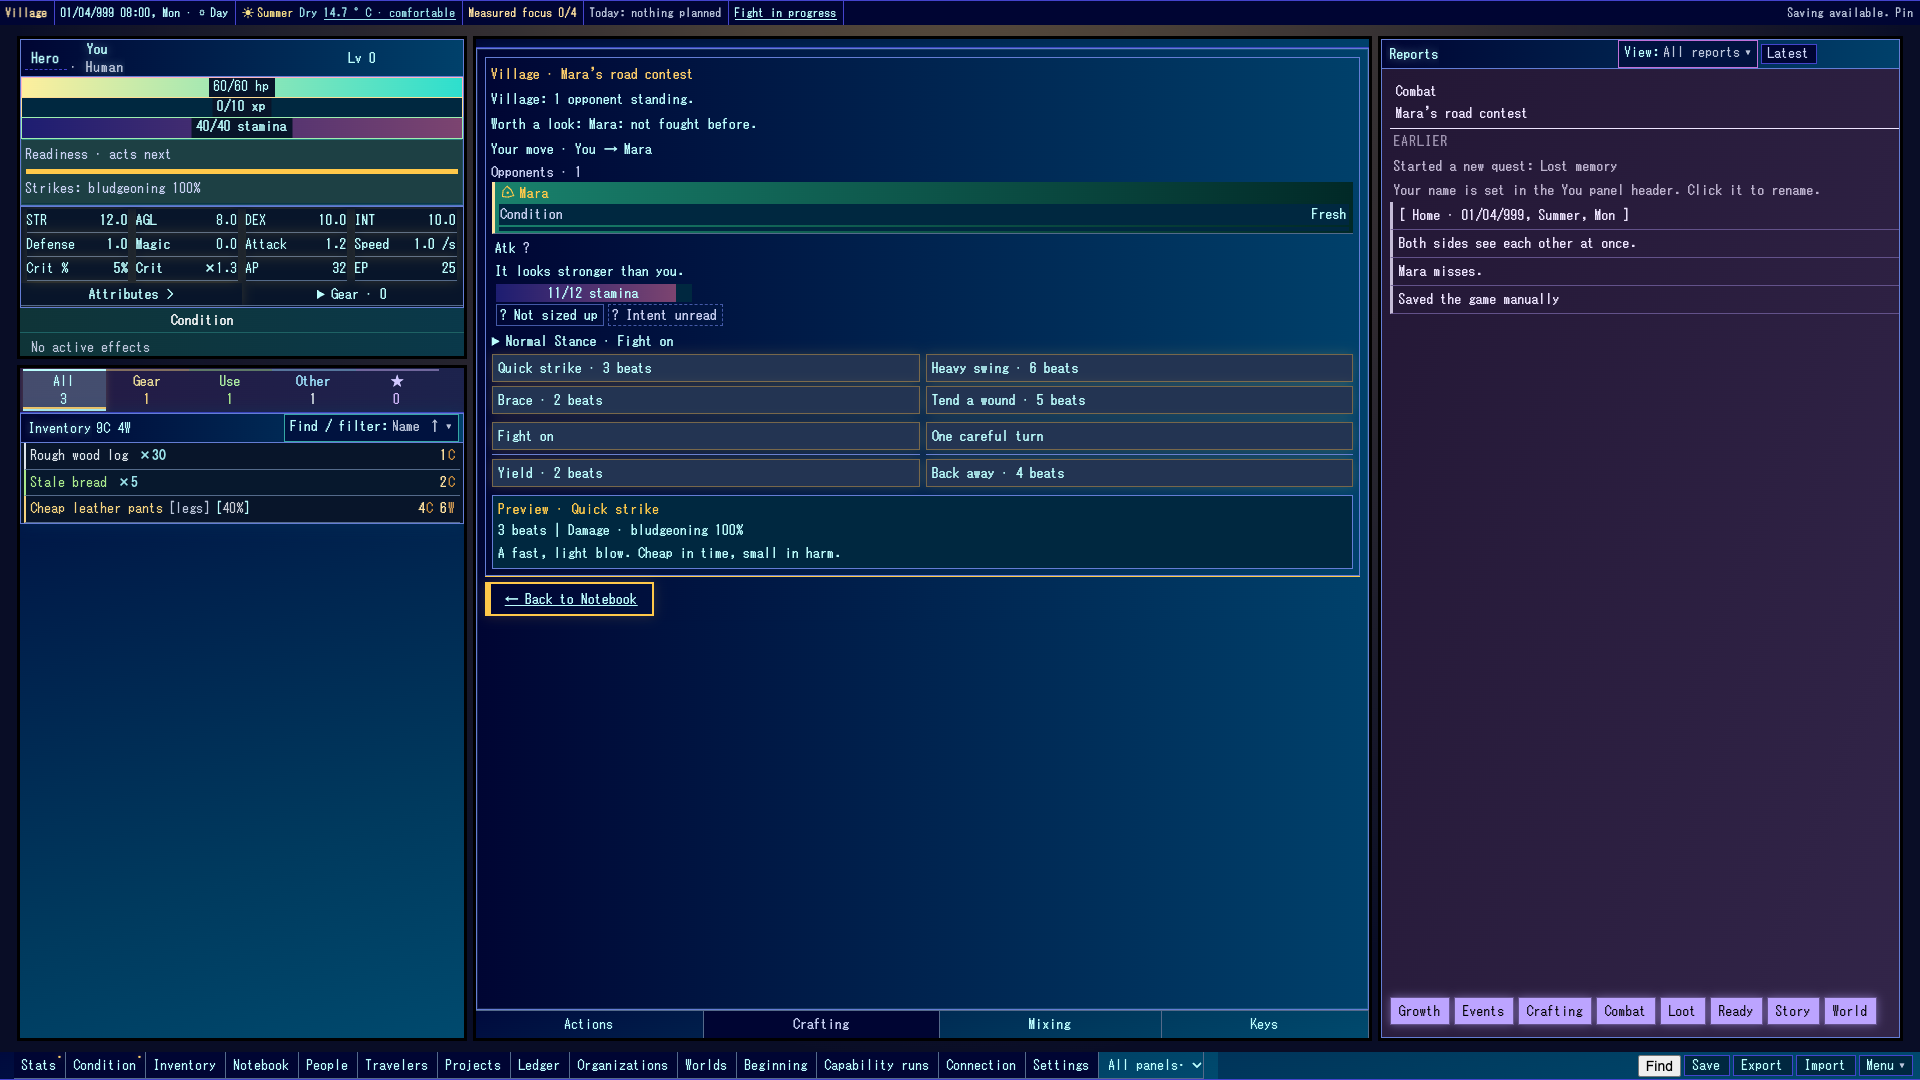 Village 01/04/999 08:00, Mon · ☼ Day ☀ Summer Dry 14.7 ° C · comfortable Measured focus 0/4 Today: nothing planned Fight in progress Saving available. Pin
Hero · You Lv 0
Human
60/60 hp
0/10 xp
40/40 stamina
Readiness · acts next
Strikes: bludgeoning 100%
STR 12.0 AGL 8.0 DEX 10.0 INT 10.0
Defense 1.0 Magic 0.0 Attack 1.2 Speed 1.0 /s
Crit % 5% Crit ×1.3 AP 32 EP 25
Attributes > ▶ Gear · 0
Condition
No active effects
All Gear Use Other ★
3 1 1 1 0
Inventory 9C 4W Find / filter: Name ↑ ▾
Rough wood log ×30 1C
Stale bread ×5 2C
Cheap leather pants [legs] [40%] 4C 6W
Village · Mara's road contest
Village: 1 opponent standing.
Worth a look: Mara: not fought before.
Your move · You → Mara
Opponents · 1
Mara
Condition Fresh
Atk ?
It looks stronger than you.
11/12 stamina
? Not sized up ? Intent unread
▶ Normal Stance · Fight on
Quick strike · 3 beats Heavy swing · 6 beats
Brace · 2 beats Tend a wound · 5 beats
Fight on One careful turn
Yield · 2 beats Back away · 4 beats
Preview · Quick strike
3 beats | Damage · bludgeoning 100%
A fast, light blow. Cheap in time, small in harm.
← Back to Notebook
Actions Crafting Mixing Keys
Reports View: All reports ▾ Latest
Combat
Mara's road contest
EARLIER
Started a new quest: Lost memory
Your name is set in the You panel header. Click it to rename.
[ Home · 01/04/999, Summer, Mon ]
Both sides see each other at once.
Mara misses.
Saved the game manually
Growth Events Crafting Combat Loot Ready Story World
Stats Condition Inventory Notebook People Travelers Projects Ledger Organizations Worlds Beginning Capability runs Connection Settings All panels· Find Save Export Import Menu ▾